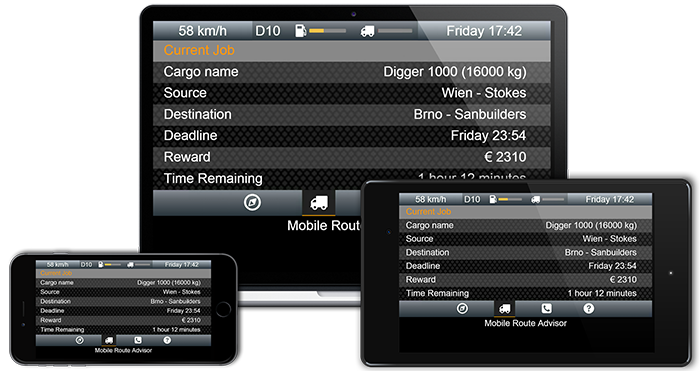 58 km/h D10 Friday 17:42
Current Job
Cargo name Digger 1000 (16000 kg)
Source Wien - Stokes
Destination Brno - Sanbuilders
Deadline Friday 23:54
Reward € 2310
Time Remaining 1 hour 12 minutes
Mobile Rout
58 km/h D10 Friday 17:42
Current Job
Cargo name Digger 1000 (16000 kg)
Source Wien - Stokes
Destination Brno - Sanbuilders
Deadline Friday 23:54
Reward € 2310
Time Remaining 1 hour 12 minutes
?
Mobile Route Advisor
58 km/h D10 Friday 17:42
Current Job
Cargo name Digger 1000 (16000 kg)
Source Wien - Stokes
Destination Brno - Sanbuilders
Deadline Friday 23:54
Reward € 2310
Time Remaining 1 hour 12 minutes
?
Mobile Route Advisor